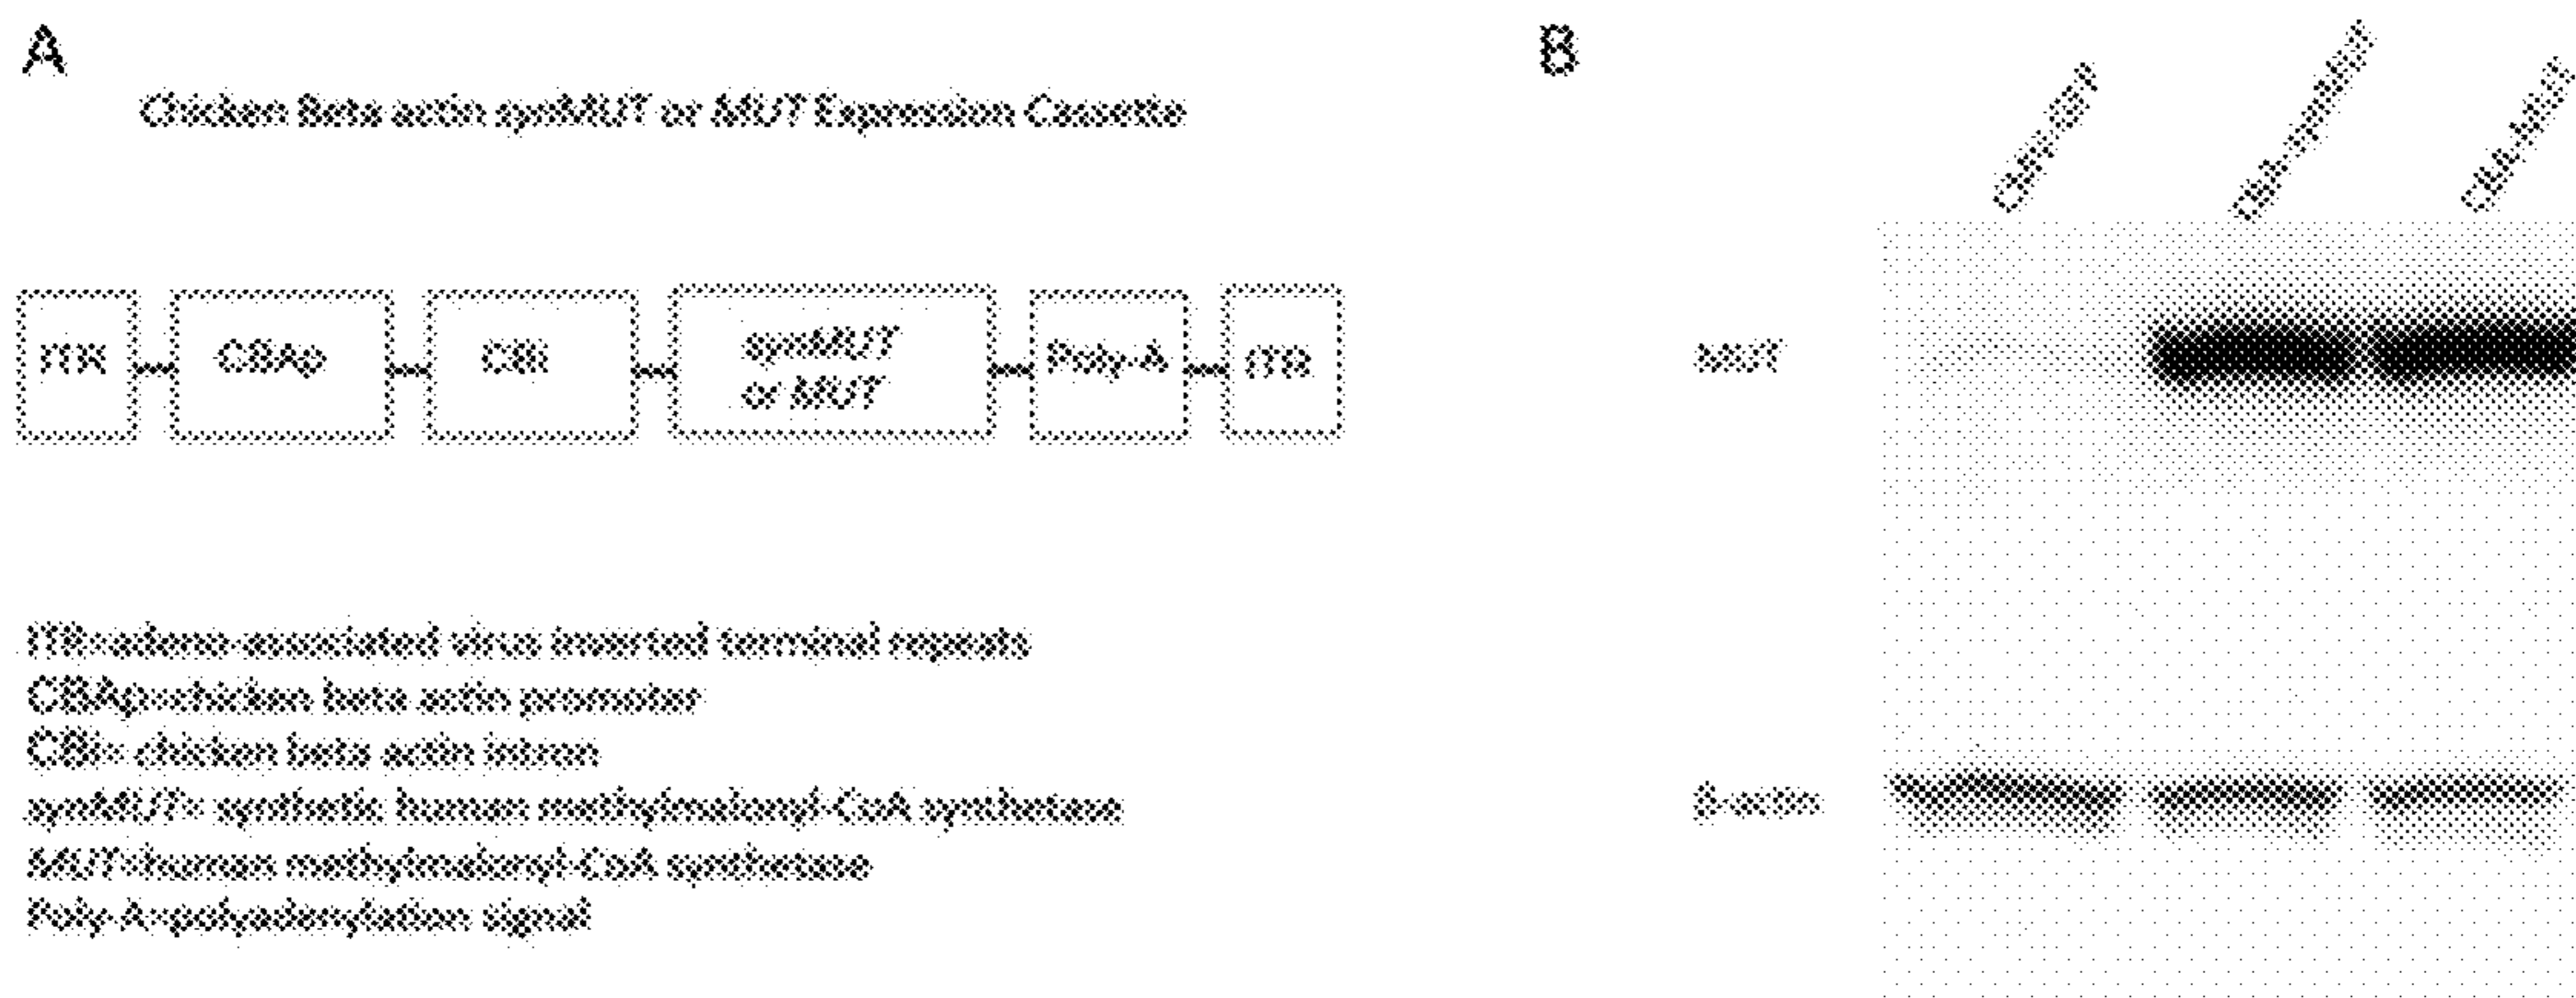 A
Chicken Beta actin synMUT or MUT Expression Cassette
ITR
CBAp
CBI
synMUT
or MUT
Poly-A
ITR
ITR=adeno-associated virus inverted terminal repeats
CBAp=chicken beta actin promoter
CBI= chicken beta actin intron
synMUT= synthetic human methylmalonyl-CoA synthetase
MUT=human methylmalonyl-CoA synthetase
Poly-A=polyadenylation signal
B
MUT
β-actin